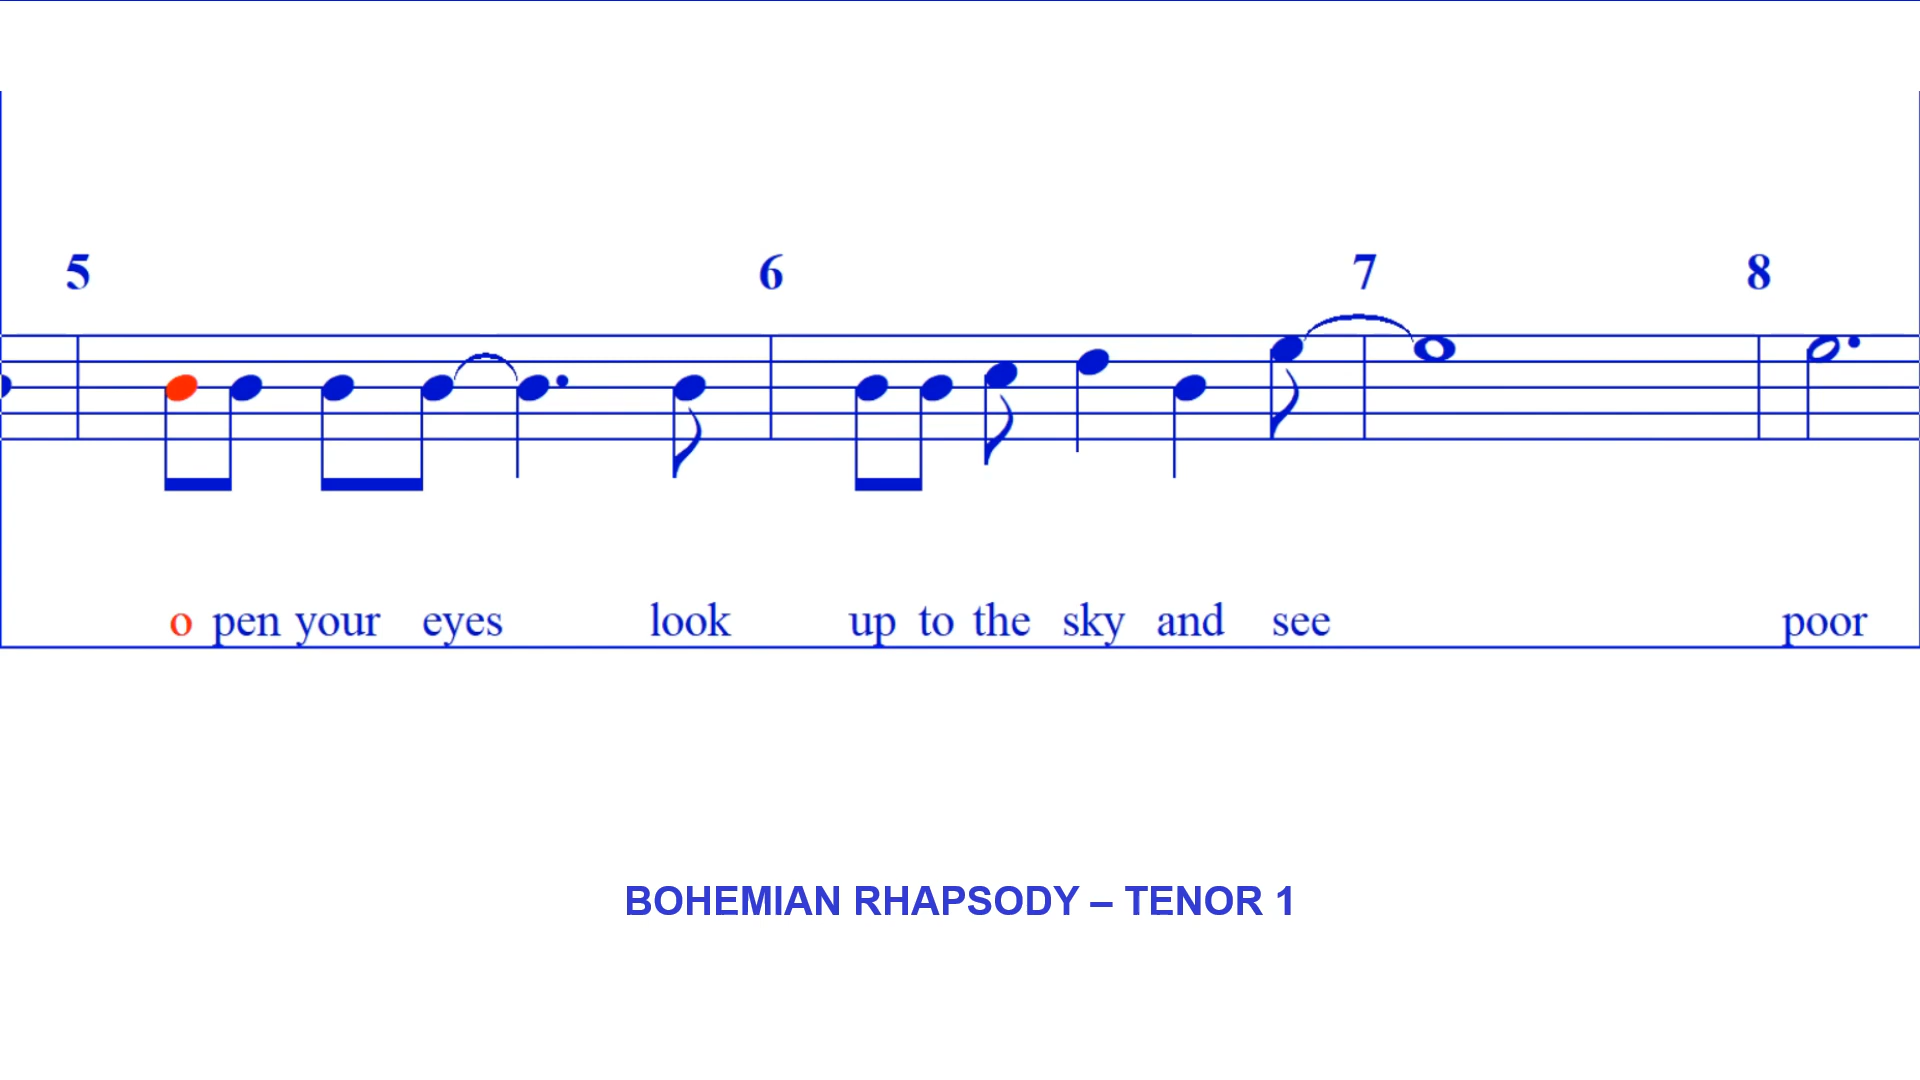 5 6 7 8
o pen your eyes look up to the sky and see poor
BOHEMIAN RHAPSODY – TENOR 1